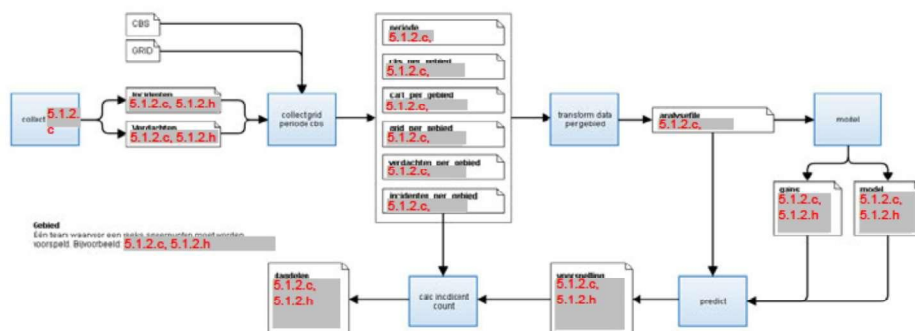 CBS
GRID
collect 5.1.2.
c
Incidenten
5.1.2.c, 5.1.2.h
Verdachten
5.1.2.c, 5.1.2.h
collectgrid
periode cbs
periode
5.1.2.c,
cbs_per_gebied
5.1.2.c,
cart_per_gebied
5.1.2.c,
grid_per_gebied
5.1.2.c,
verdachten_per_gebied
5.1.2.c,
incidenten_per_gebied
5.1.2.c,
transform data
per gebied
analysefile
5.1.2.c,
model
gains
5.1.2.c,
5.1.2.h
model
5.1.2.c,
5.1.2.h
Gebied
Eén team waarvoor een
moet worden
voorspeld. Bijvoorbeeld: 5.1.2.c, 5.1.2.h
dagdelen
5.1.2.c,
5.1.2.h
calc incident
count
voorspelling
5.1.2.c,
5.1.2.h
predict